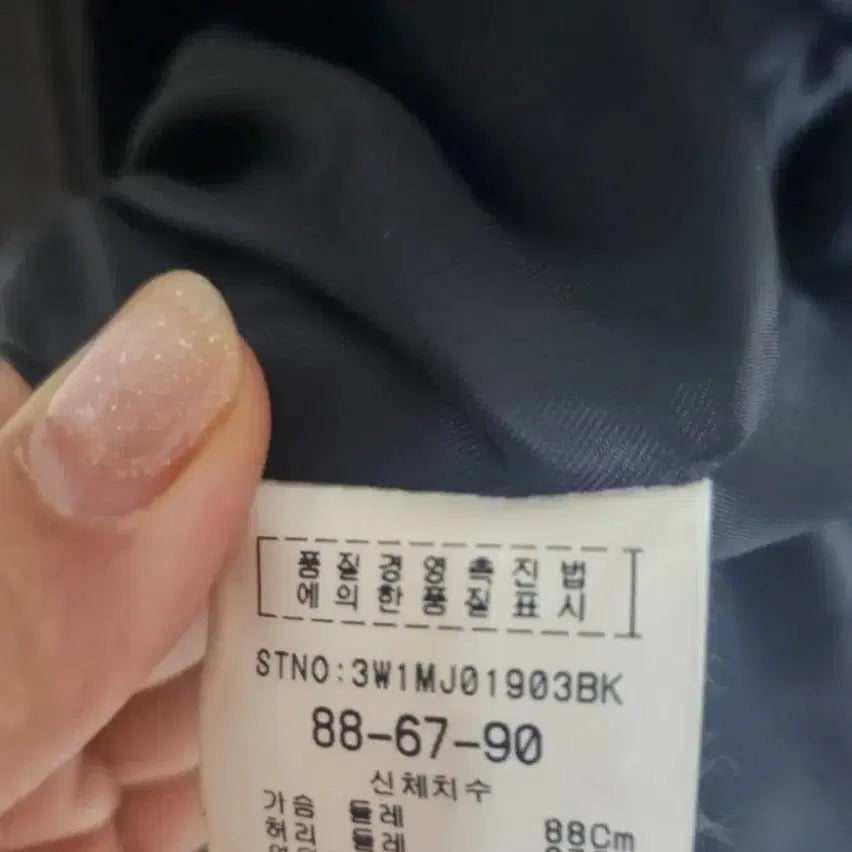 품질경영촉진법
에의한품질표시
STNO:3W1MJ01903BK
88-67-90
신체치수
가슴 둘레 88Cm
허리 둘레